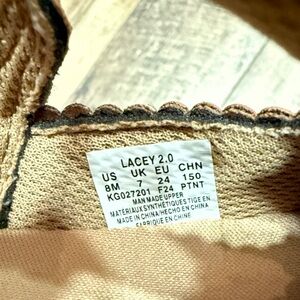 LACEY 2.0
US UK EU CHN
8M 7 24 150
KG027201 F24 PTNT
MAN MADE UPPER
MATERIAUX SYNTHÉTIQUES TIGE EN
MADE IN CHINA/HECHO EN CHINA
FABRIQUE EN CHINE